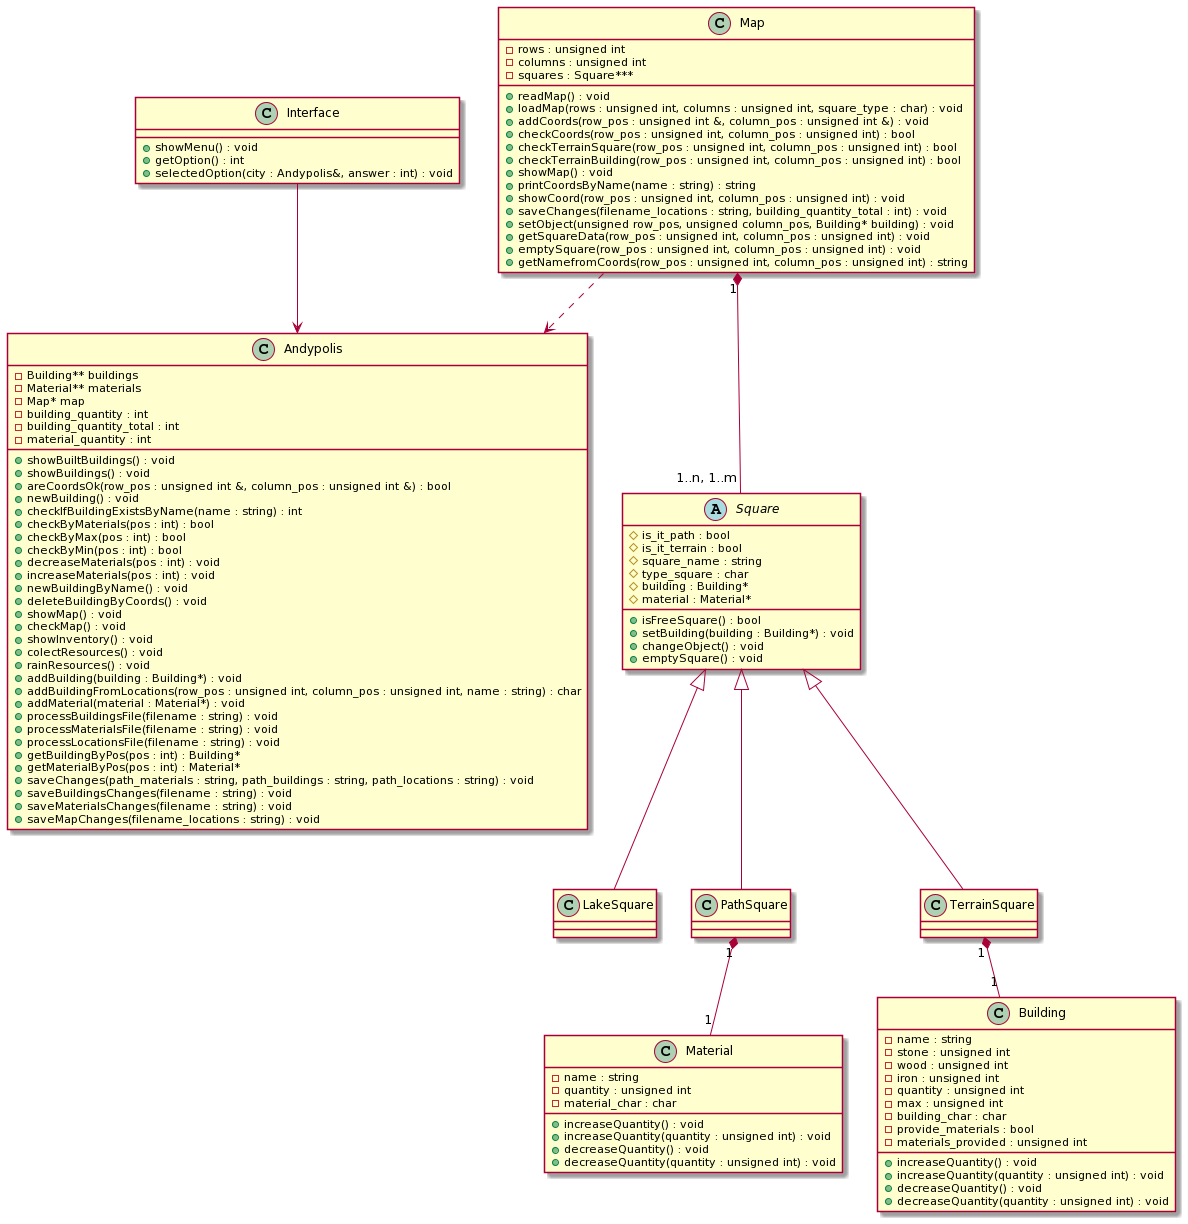 C Map
rows : unsigned int
columns : unsigned int
squares : Square***
readMap() : void
loadMap(rows : unsigned int, columns : unsigned int, square_type : char) : void
addCoords(row_pos : unsigned int &, column_pos : unsigned int &) : void
checkCoords(row_pos : unsigned int, column_pos : unsigned int) : bool
checkTerrainSquare(row_pos : unsigned int, column_pos : unsigned int) : bool
checkTerrainBuilding(row_pos : unsigned int, column_pos : unsigned int) : bool
showMap() : void
printCoordsByName(name : string) : string
showCoord(row_pos : unsigned int, column_pos : unsigned int) : void
saveChanges(filename_locations : string, building_quantity_total : int) : void
setObject(unsigned row_pos, unsigned column_pos, Building* building) : void
getSquareData(row_pos : unsigned int, column_pos : unsigned int) : void
emptySquare(row_pos : unsigned int, column_pos : unsigned int) : void
getNamefromCoords(row_pos : unsigned int, column_pos : unsigned int) : string
C Interface
showMenu() : void
getOption() : int
selectedOption(city : Andypolis&, answer : int) : void
1
C Andypolis
Building** buildings
Material** materials
Map* map
building_quantity : int
building_quantity_total : int
material_quantity : int
showBuiltBuildings() : void
showBuildings() : void
areCoordsOk(row_pos : unsigned int &, column_pos : unsigned int &) : bool
newBuilding() : void
checkIfBuildingExistsByName(name : string) : int
checkByMaterials(pos : int) : bool
checkByMax(pos : int) : bool
checkByMin(pos : int) : bool
decreaseMaterials(pos : int) : void
increaseMaterials(pos : int) : void
newBuildingByName() : void
deleteBuildingByCoords() : void
showMap() : void
checkMap() : void
showInventory() : void
colectResources() : void
rainResources() : void
addBuilding(building : Building*) : void
addBuildingFromLocations(row_pos : unsigned int, column_pos : unsigned int, name : string) : char
addMaterial(material : Material*) : void
processBuildingsFile(filename : string) : void
processMaterialsFile(filename : string) : void
processLocationsFile(filename : string) : void
getBuildingByPos(pos : int) : Building*
getMaterialByPos(pos : int) : Material*
saveChanges(path_materials : string, path_buildings : string, path_locations : string) : void
saveBuildingsChanges(filename : string) : void
saveMaterialsChanges(filename : string) : void
saveMapChanges(filename_locations : string) : void
1..n, 1..m
A Square
is_it_path : bool
is_it_terrain : bool
square_name : string
type_square : char
building : Building*
material : Material*
isFreeSquare() : bool
setBuilding(building : Building*) : void
changeObject() : void
emptySquare() : void
C LakeSquare
C PathSquare
C TerrainSquare
1
1
1
1
C Material
name : string
quantity : unsigned int
material_char : char
increaseQuantity() : void
increaseQuantity(quantity : unsigned int) : void
decreaseQuantity() : void
decreaseQuantity(quantity : unsigned int) : void
C Building
name : string
stone : unsigned int
wood : unsigned int
iron : unsigned int
quantity : unsigned int
max : unsigned int
building_char : char
provide_materials : bool
materials_provided : unsigned int
increaseQuantity() : void
increaseQuantity(quantity : unsigned int) : void
decreaseQuantity() : void
decreaseQuantity(quantity : unsigned int) : void